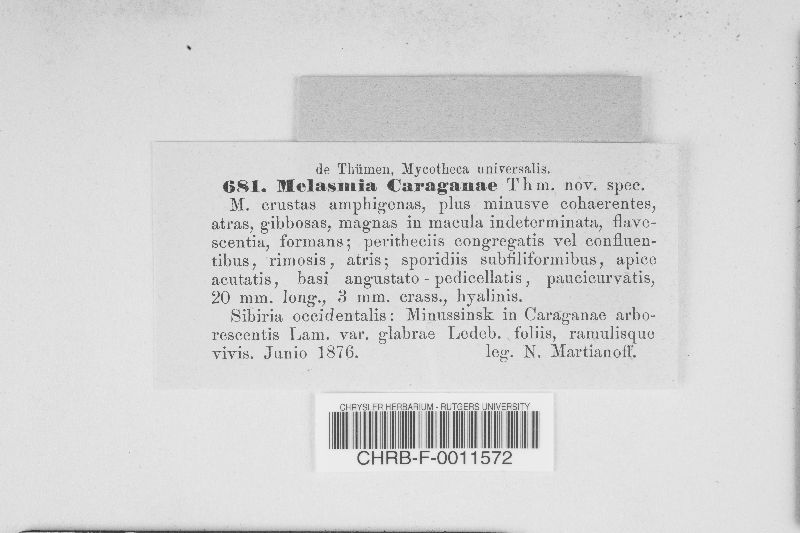 de Thümen, Mycotheca universalis.
681. Melasmia Caraganae Thm. nov. spec.
M. crustas amphigenas, plus minusve cohaerentes,
atras, gibbosas, magnas in macula indeterminata, flave-
scentia, formans; peritheciis congregatis vel confluen-
tibus, rimosis, atris; sporidiis subfiliformibus, apice
acutatis, basi angustato-pedicellatis, paucicurvatis,
20 mm. long., 3 mm. crass., hyalinis.
Sibiria occidentalis: Minussinsk in Caraganae arbo-
rescentis Lam. var. glabrae Ledeb. foliis, ramulisque
vivis. Junio 1876. leg. N. Martianoff.
CHRYSLER HERBARIUM - RUTGERS UNIVERSITY
CHRB-F-0011572